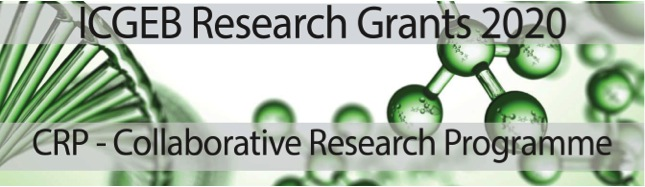 ICGEB Research Grants 2020
CRP - Collaborative Research Programme